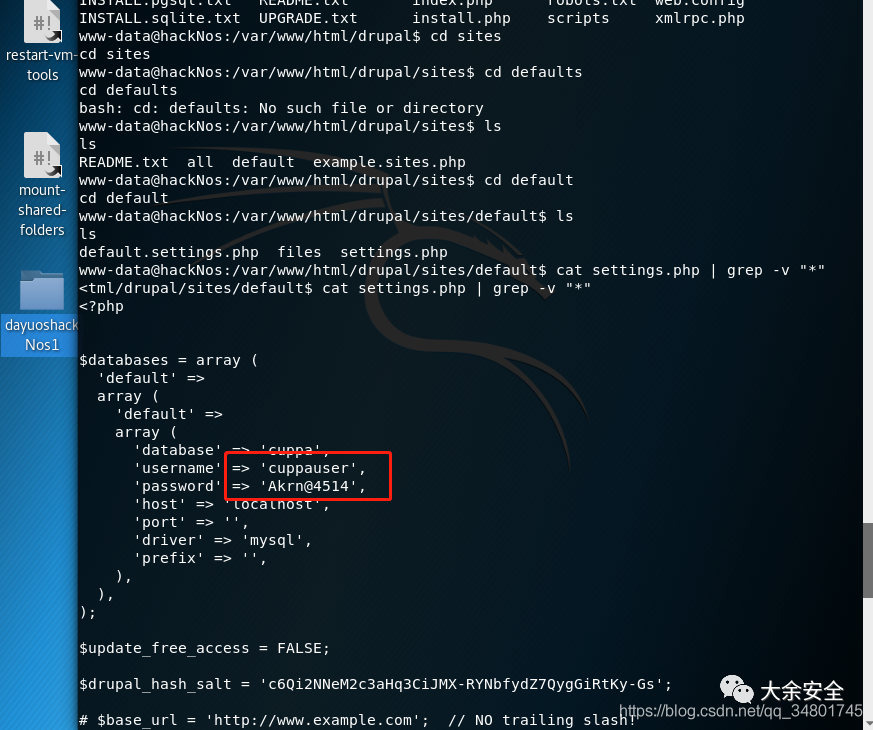 INSTALL.pgsql.txt README.txt index.php robots.txt web.config
INSTALL.sqlite.txt UPGRADE.txt install.php scripts xmlrpc.php
www-data@hackNos:/var/www/html/drupal$ cd sites
cd sites
www-data@hackNos:/var/www/html/drupal/sites$ cd defaults
cd defaults
bash: cd: defaults: No such file or directory
www-data@hackNos:/var/www/html/drupal/sites$ ls
ls
README.txt all default example.sites.php
www-data@hackNos:/var/www/html/drupal/sites$ cd default
cd default
www-data@hackNos:/var/www/html/drupal/sites/default$ ls
ls
default.settings.php files settings.php
www-data@hackNos:/var/www/html/drupal/sites/default$ cat settings.php | grep -v "*"
<tml/drupal/sites/default$ cat settings.php | grep -v "*"
<?php
$databases = array (
'default' =>
array (
'default' =>
array (
'database' => 'cuppa',
'username' => 'cuppauser',
'password' => 'Akrn@4514',
'host' => 'localhost',
'port' => '',
'driver' => 'mysql',
'prefix' => '',
),
),
);
$update_free_access = FALSE;
$drupal_hash_salt = 'c6Qi2NNeM2c3aHq3CiJMX-RYNbfydZ7QygGiRtKy-Gs';
# $base_url = 'http://www.example.com'; // NO trailing slash!
restart-vm-
tools
mount-
shared-
folders
dayuoshack
Nos1
大余安全
https://blog.csdn.net/qq_34801745